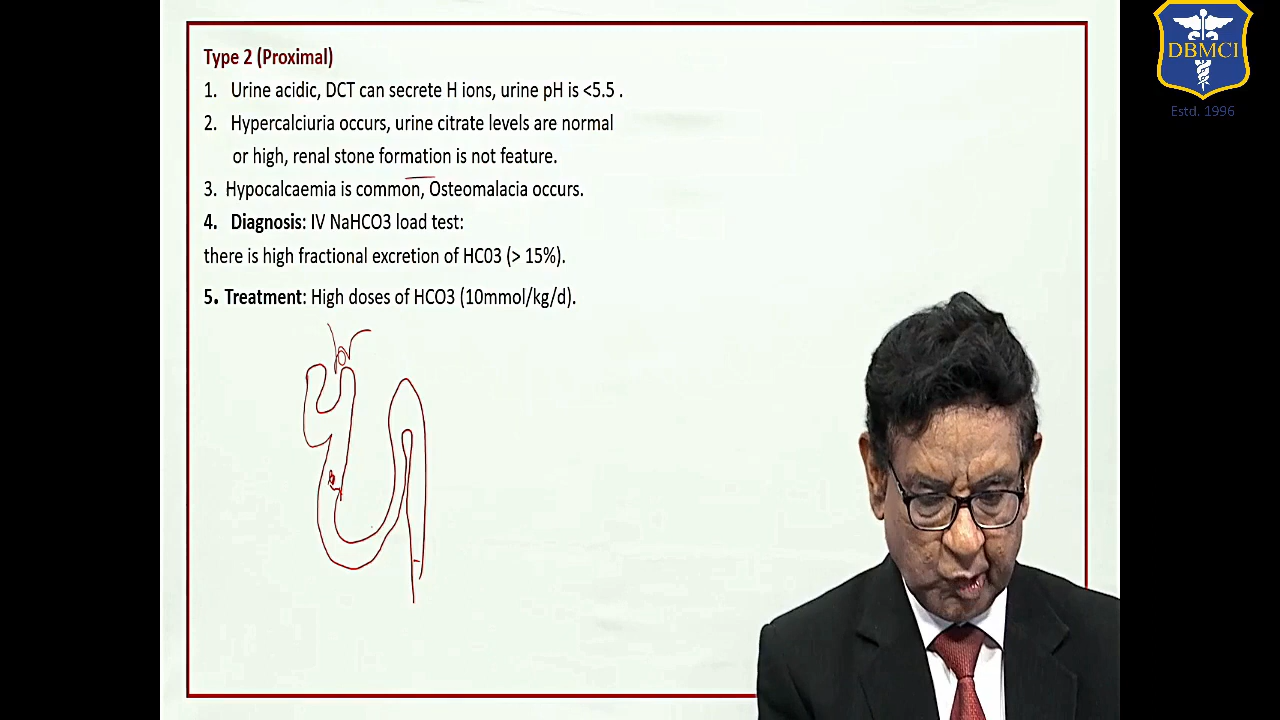 Type 2 (Proximal)
1. Urine acidic, DCT can secrete H ions, urine pH is <5.5 .
2. Hypercalciuria occurs, urine citrate levels are normal
or high, renal stone formation is not feature.
3. Hypocalcaemia is common, Osteomalacia occurs.
4. Diagnosis: IV NaHCO3 load test:
there is high fractional excretion of HC03 (> 15%).
5. Treatment: High doses of HCO3 (10mmol/kg/d).
DBMCI
Estd. 1996